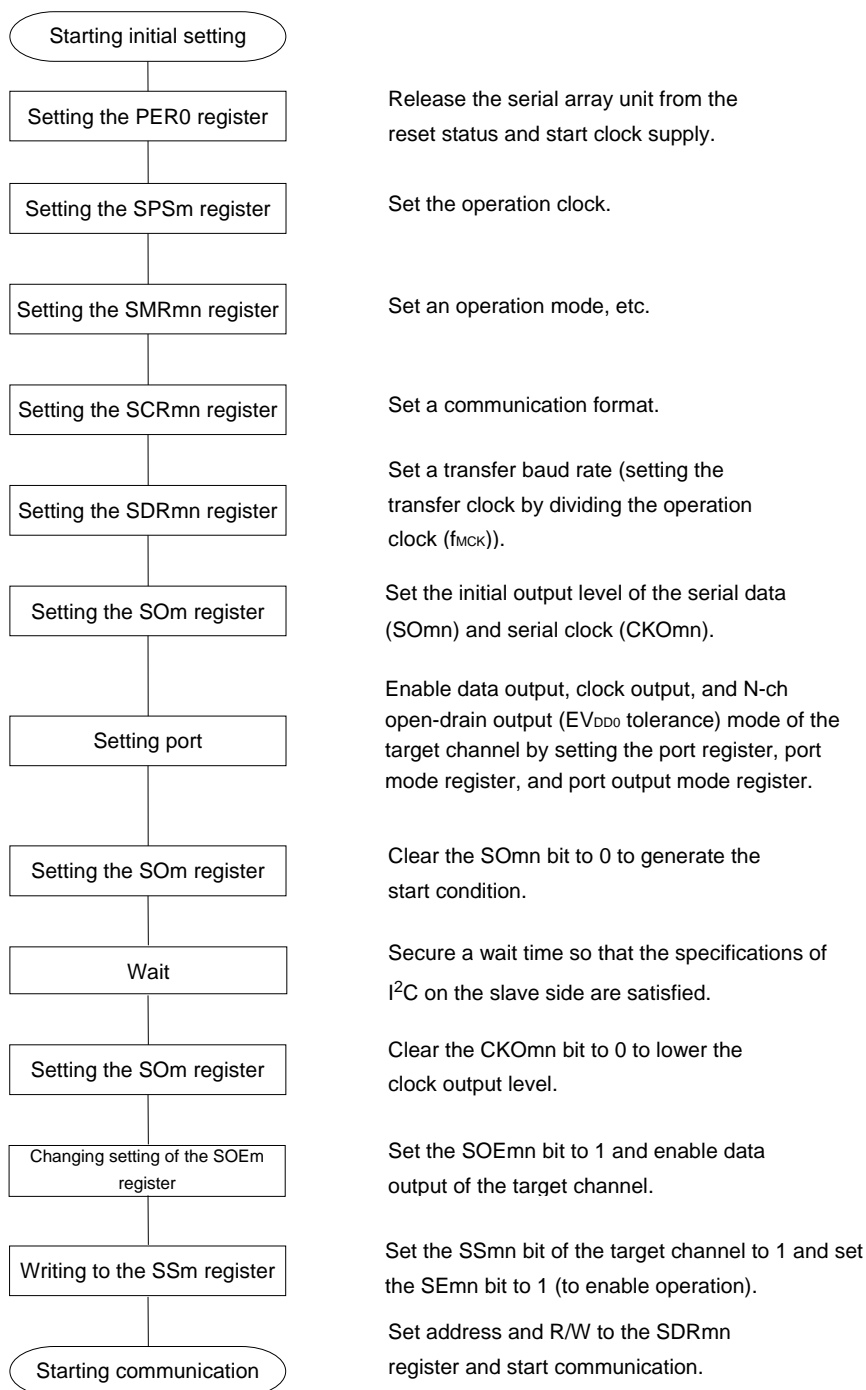 Starting initial setting
Setting the PER0 register
Release the serial array unit from the
reset status and start clock supply.
Setting the SPSm register
Set the operation clock.
Setting the SMRmn register
Set an operation mode, etc.
Setting the SCRmn register
Set a communication format.
Setting the SDRmn register
Set a transfer baud rate (setting the
transfer clock by dividing the operation
clock (fMCK)).
Setting the SOm register
Set the initial output level of the serial data
(SOmn) and serial clock (CKOmn).
Setting port
Enable data output, clock output, and N-ch
open-drain output (EVDD0 tolerance) mode of the
target channel by setting the port register, port
mode register, and port output mode register.
Setting the SOm register
Clear the SOmn bit to 0 to generate the
start condition.
Wait
Secure a wait time so that the specifications of
I2C on the slave side are satisfied.
Setting the SOm register
Clear the CKOmn bit to 0 to lower the
clock output level.
Changing setting of the SOEm
register
Set the SOEmn bit to 1 and enable data
output of the target channel.
Writing to the SSm register
Set the SSmn bit of the target channel to 1 and set
the SEmn bit to 1 (to enable operation).
Starting communication
Set address and R/W to the SDRmn
register and start communication.